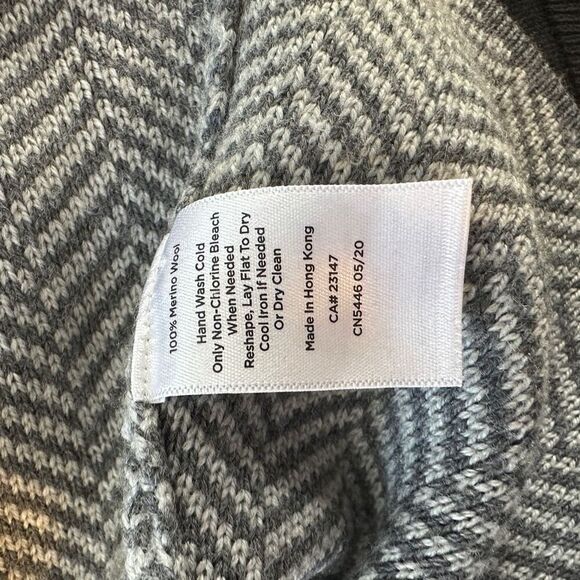 100% Merino Wool
Hand Wash Cold
Only Non-Chlorine Bleach
When Needed
Reshape, Lay Flat To Dry
Cool Iron If Needed
Or Dry Clean
Made In Hong Kong
CA# 23147
CN5446 05/20